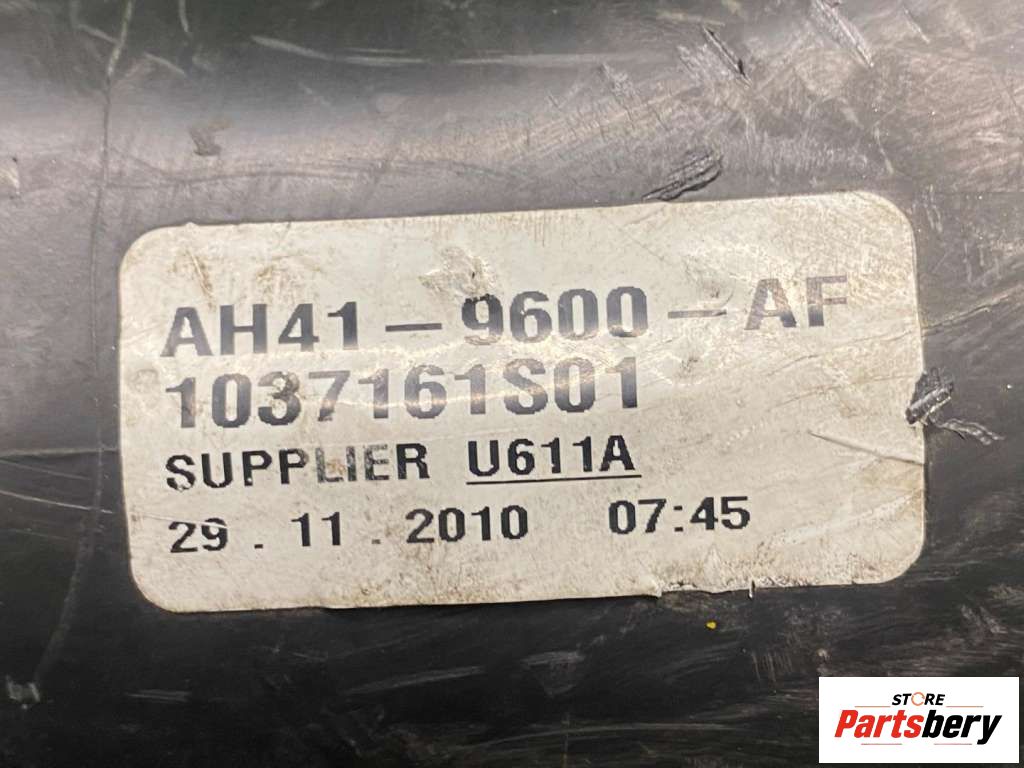 AH41-9600-AF
1037161S01
SUPPLIER U611A
29.11.2010 07:45
STORE
Partsbery